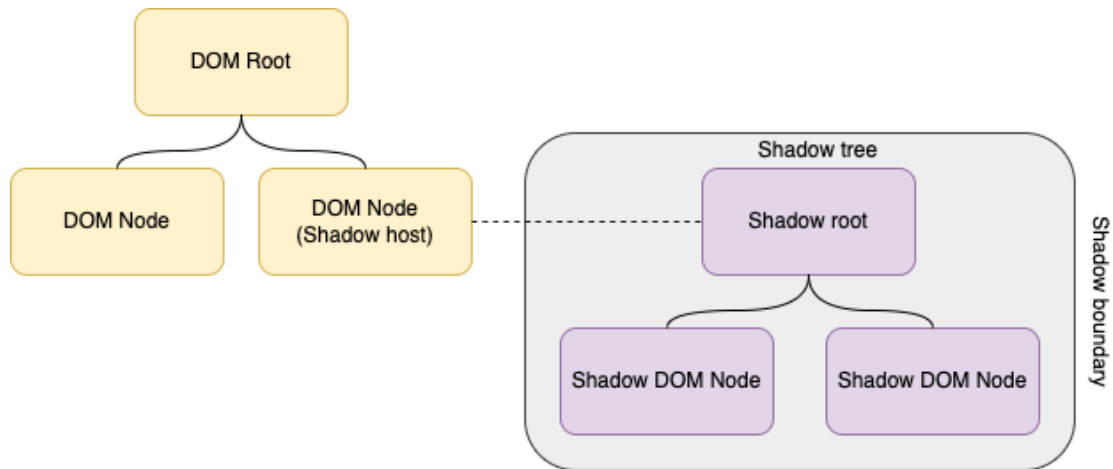 DOM Root
Shadow tree
DOM Node
DOM Node
(Shadow host)
Shadow root
Shadow boundary
Shadow DOM Node
Shadow DOM Node